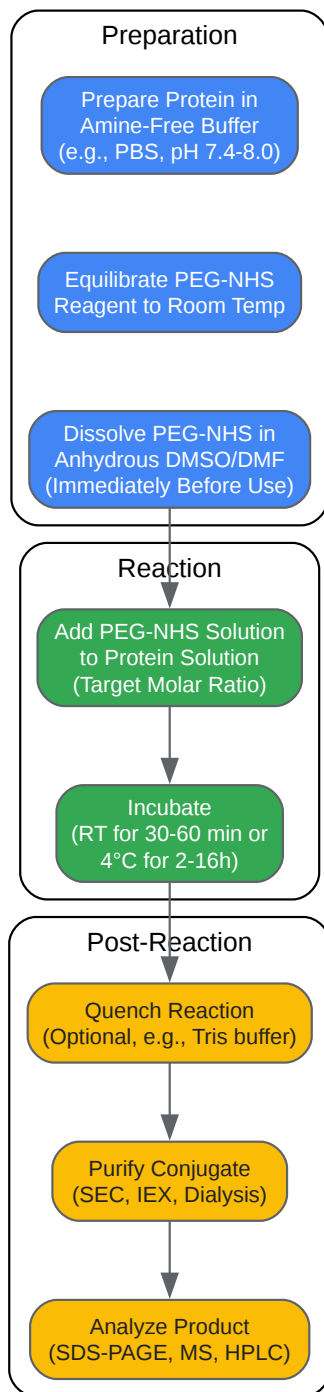 Preparation
Prepare Protein in
Amine-Free Buffer
(e.g., PBS, pH 7.4-8.0)
Equilibrate PEG-NHS
Reagent to Room Temp
Dissolve PEG-NHS in
Anhydrous DMSO/DMF
(Immediately Before Use)
Reaction
Add PEG-NHS Solution
to Protein Solution
(Target Molar Ratio)
Incubate
(RT for 30-60 min or
4°C for 2-16h)
Post-Reaction
Quench Reaction
(Optional, e.g., Tris buffer)
Purify Conjugate
(SEC, IEX, Dialysis)
Analyze Product
(SDS-PAGE, MS, HPLC)